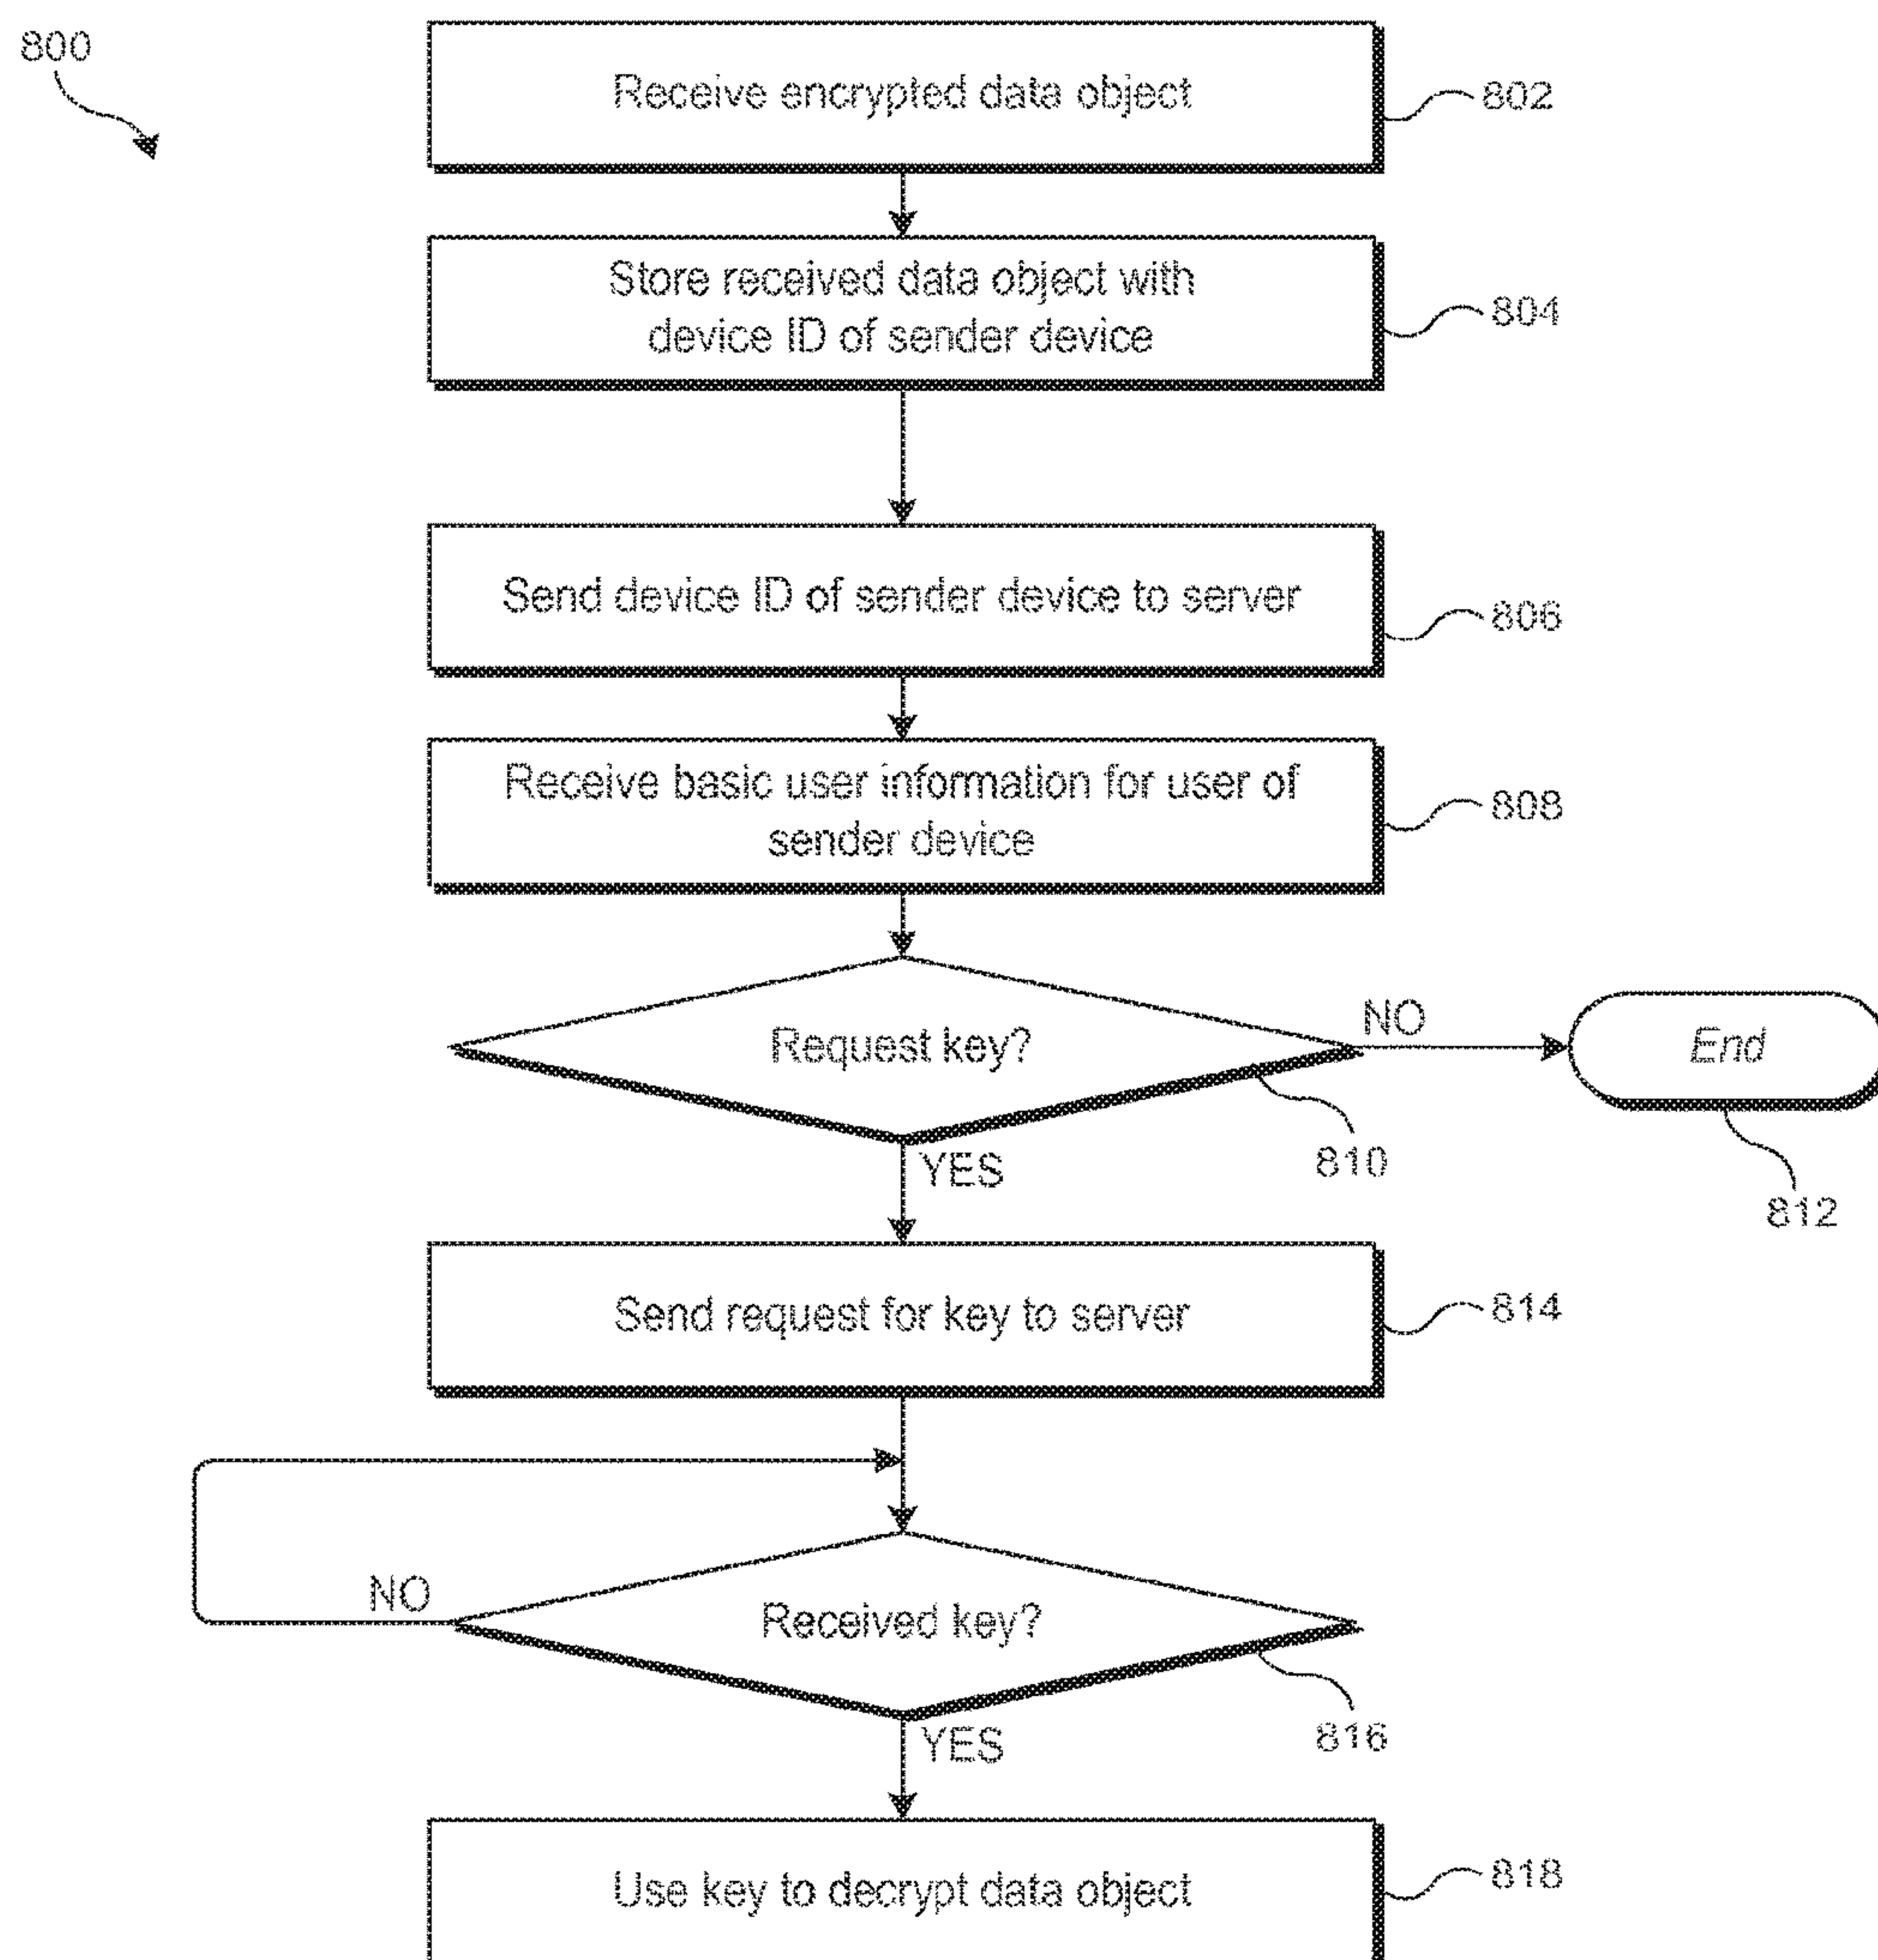 800
Receive encrypted data object
802
Store received data object with
device ID of sender device
804
Send device ID of sender device to server
806
Receive basic user information for user of
sender device
808
Request key?
NO
End
810
812
YES
Send request for key to server
814
NO
Received key?
816
YES
Use key to decrypt data object
818